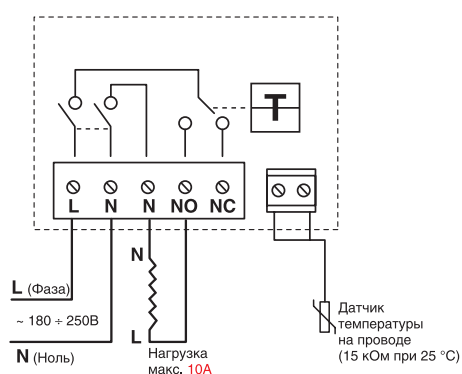 T
L N N NO NC
N
L (Фаза)
~ 180 ÷ 250В
N (Ноль)
L
Нагрузка
макс. 10А
Датчик
температуры
на проводе
(15 кОм при 25 °C)